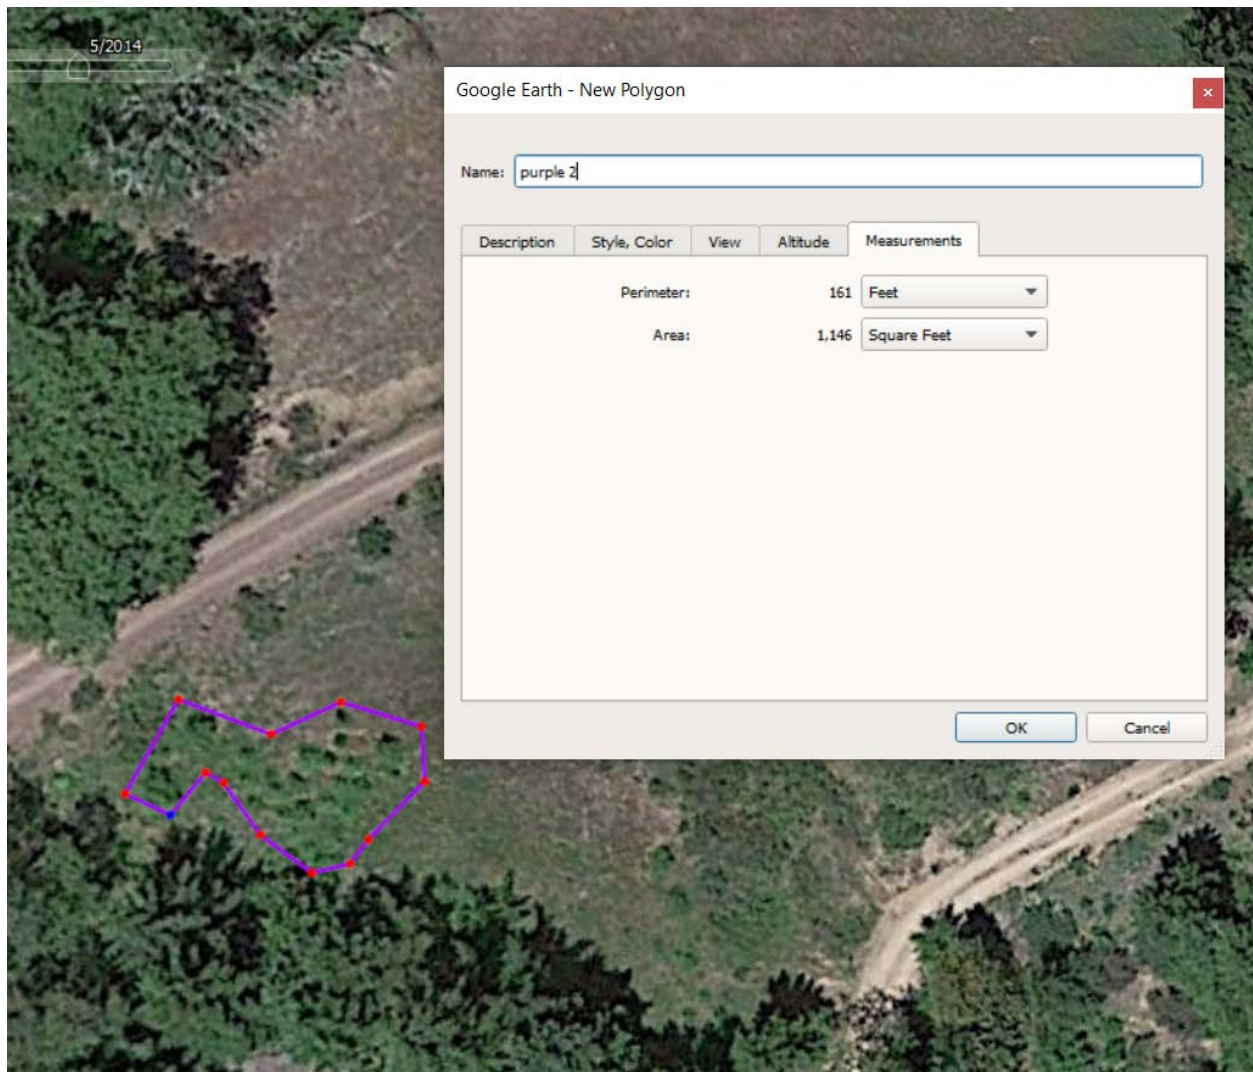 5/2014
Google Earth - New Polygon
Name: purple 2
Description Style, Color View Altitude Measurements
Perimeter: 161 Feet
Area: 1,146 Square Feet
OK Cancel